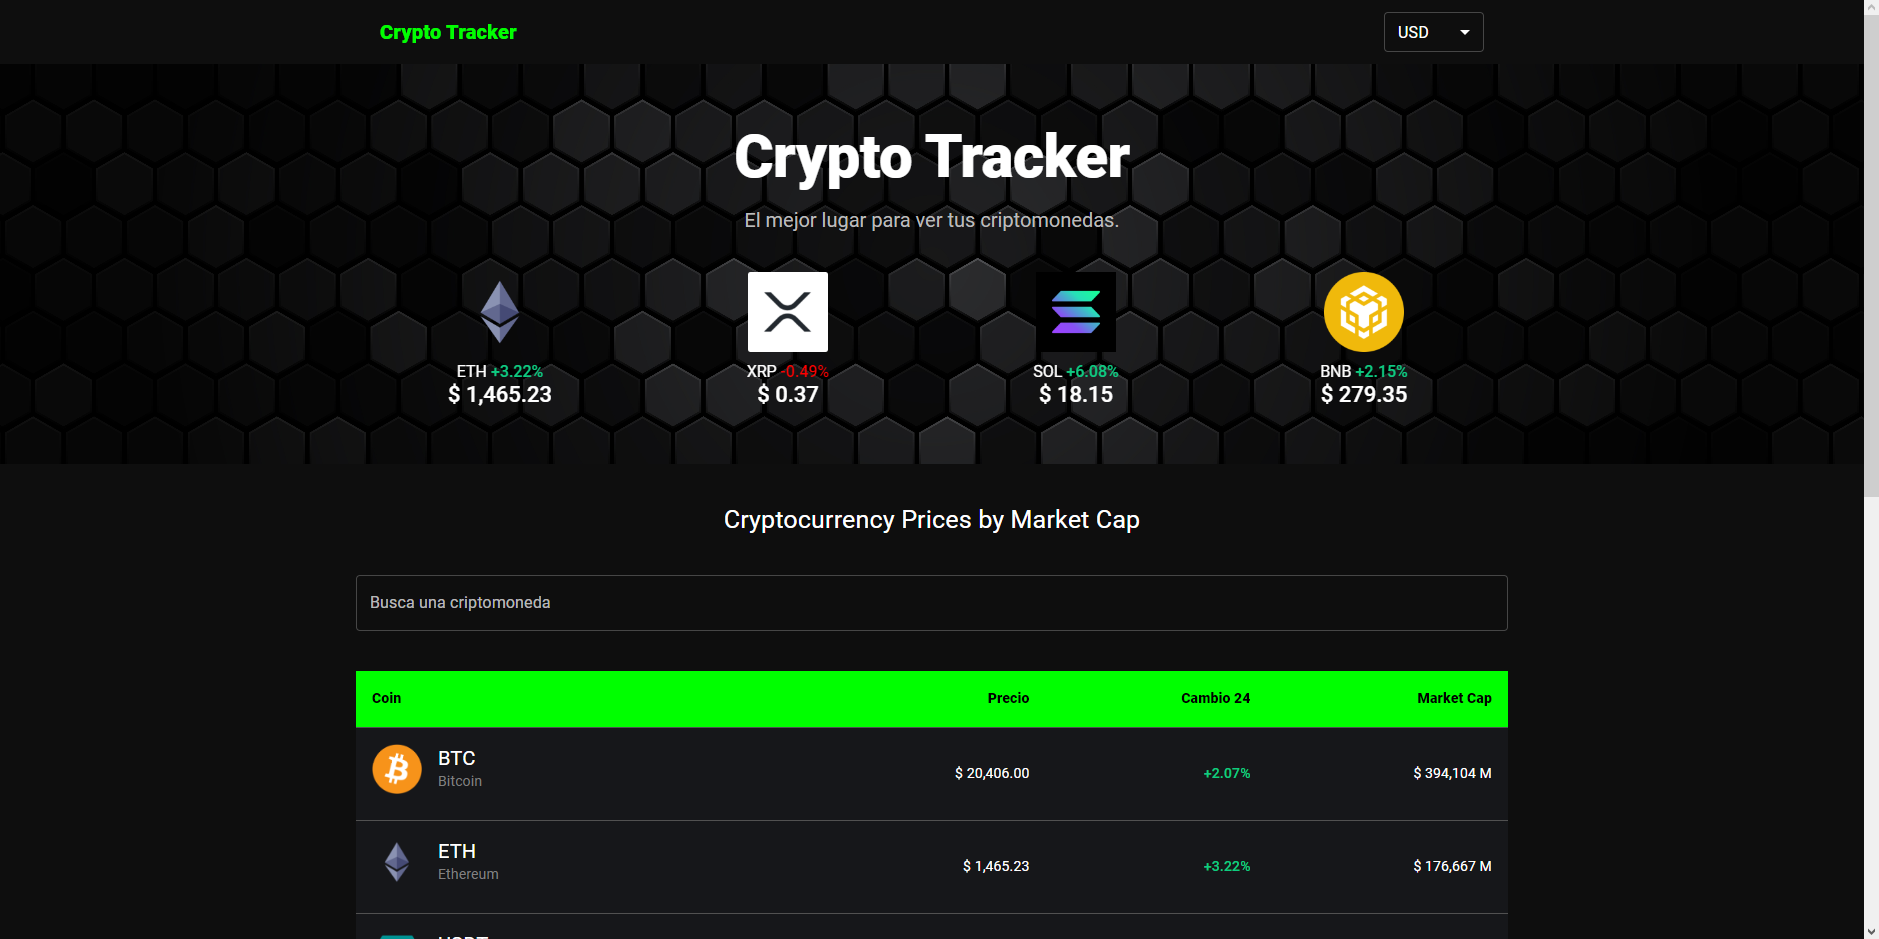 Crypto Tracker
USD
Crypto Tracker
El mejor lugar para ver tus criptomonedas.
ETH +3.22%
$ 1,465.23
XRP -0.49%
$ 0.37
SOL +6.08%
$ 18.15
BNB +2.15%
$ 279.35
Cryptocurrency Prices by Market Cap
Busca una criptomoneda
Coin Precio Cambio 24 Market Cap
BTC
Bitcoin
$ 20,406.00 +2.07% $ 394,104 M
ETH
Ethereum
$ 1,465.23 +3.22% $ 176,667 M